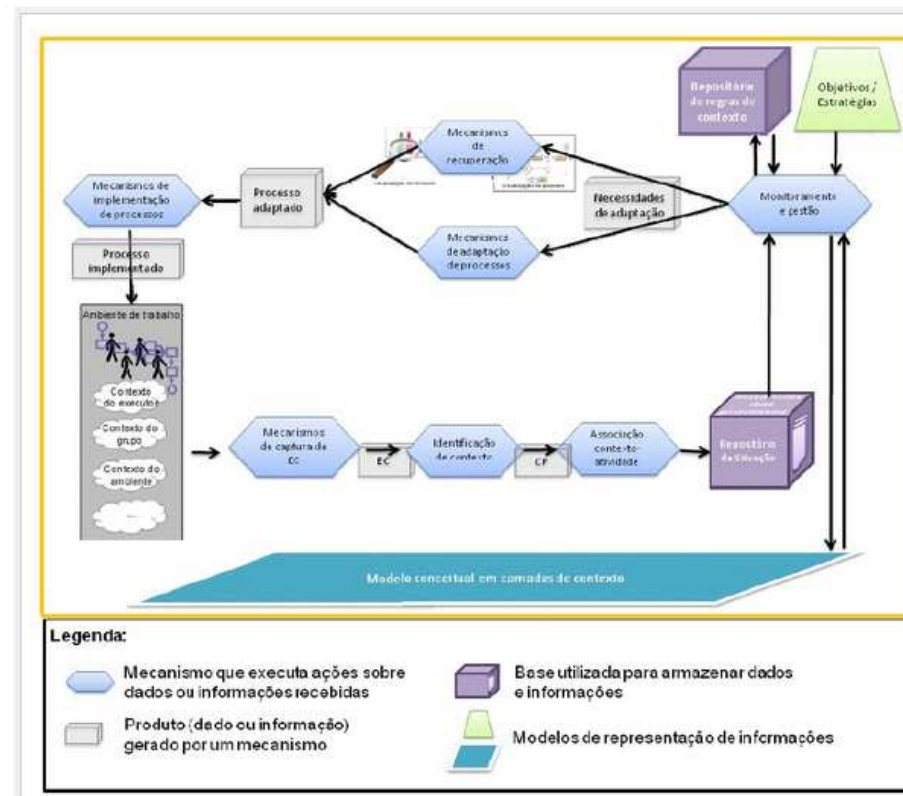 Repositório
de regras de
contexto
Objetivos /
Estratégias
Mecanismos
de
recuperação
Mecanismos de
implementação
de processos
Processo
adaptado
Necessidades
de adaptação
Monitoramento
e gestão
Mecanismos
de adaptação
de processos
Processo
implementado
Ambiente de trabalho
Contexto
do executor
Contexto do
grupo
Contexto do
ambiente
Mecanismos
de captura de
EC
EC
Identificação
de contexto
CF
Associação
contexto-
atividade
Repositório
de Situação
Modelo conceitual em camadas de contexto
Legenda:
Mecanismo que executa ações sobre
dados ou informações recebidas
Produto (dado ou informação)
gerado por um mecanismo
Base utilizada para armazenar dados
e informações
Modelos de representação de informações